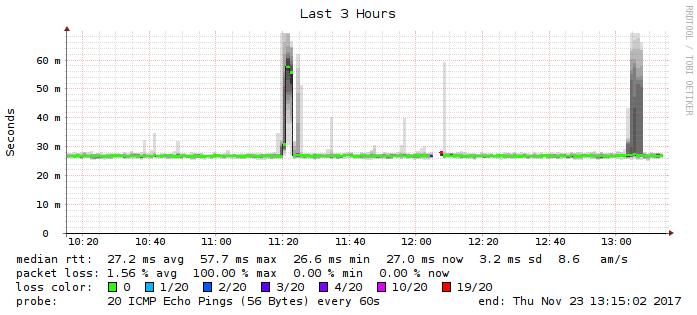 Last 3 Hours
RRDTOOL / TOBI OETIKER
Seconds
60 m
50 m
40 m
30 m
20 m
10 m
0
10:20 10:40 11:00 11:20 11:40 12:00 12:20 12:40 13:00
median rtt: 27.2 ms avg 57.7 ms max 26.6 ms min 27.0 ms now 3.2 ms sd 8.6 am/s
packet loss: 1.56 % avg 100.00 % max 0.00 % min 0.00 % now
loss color: 0 1/20 2/20 3/20 4/20 10/20 19/20
probe: 20 ICMP Echo Pings (56 Bytes) every 60s end: Thu Nov 23 13:15:02 2017